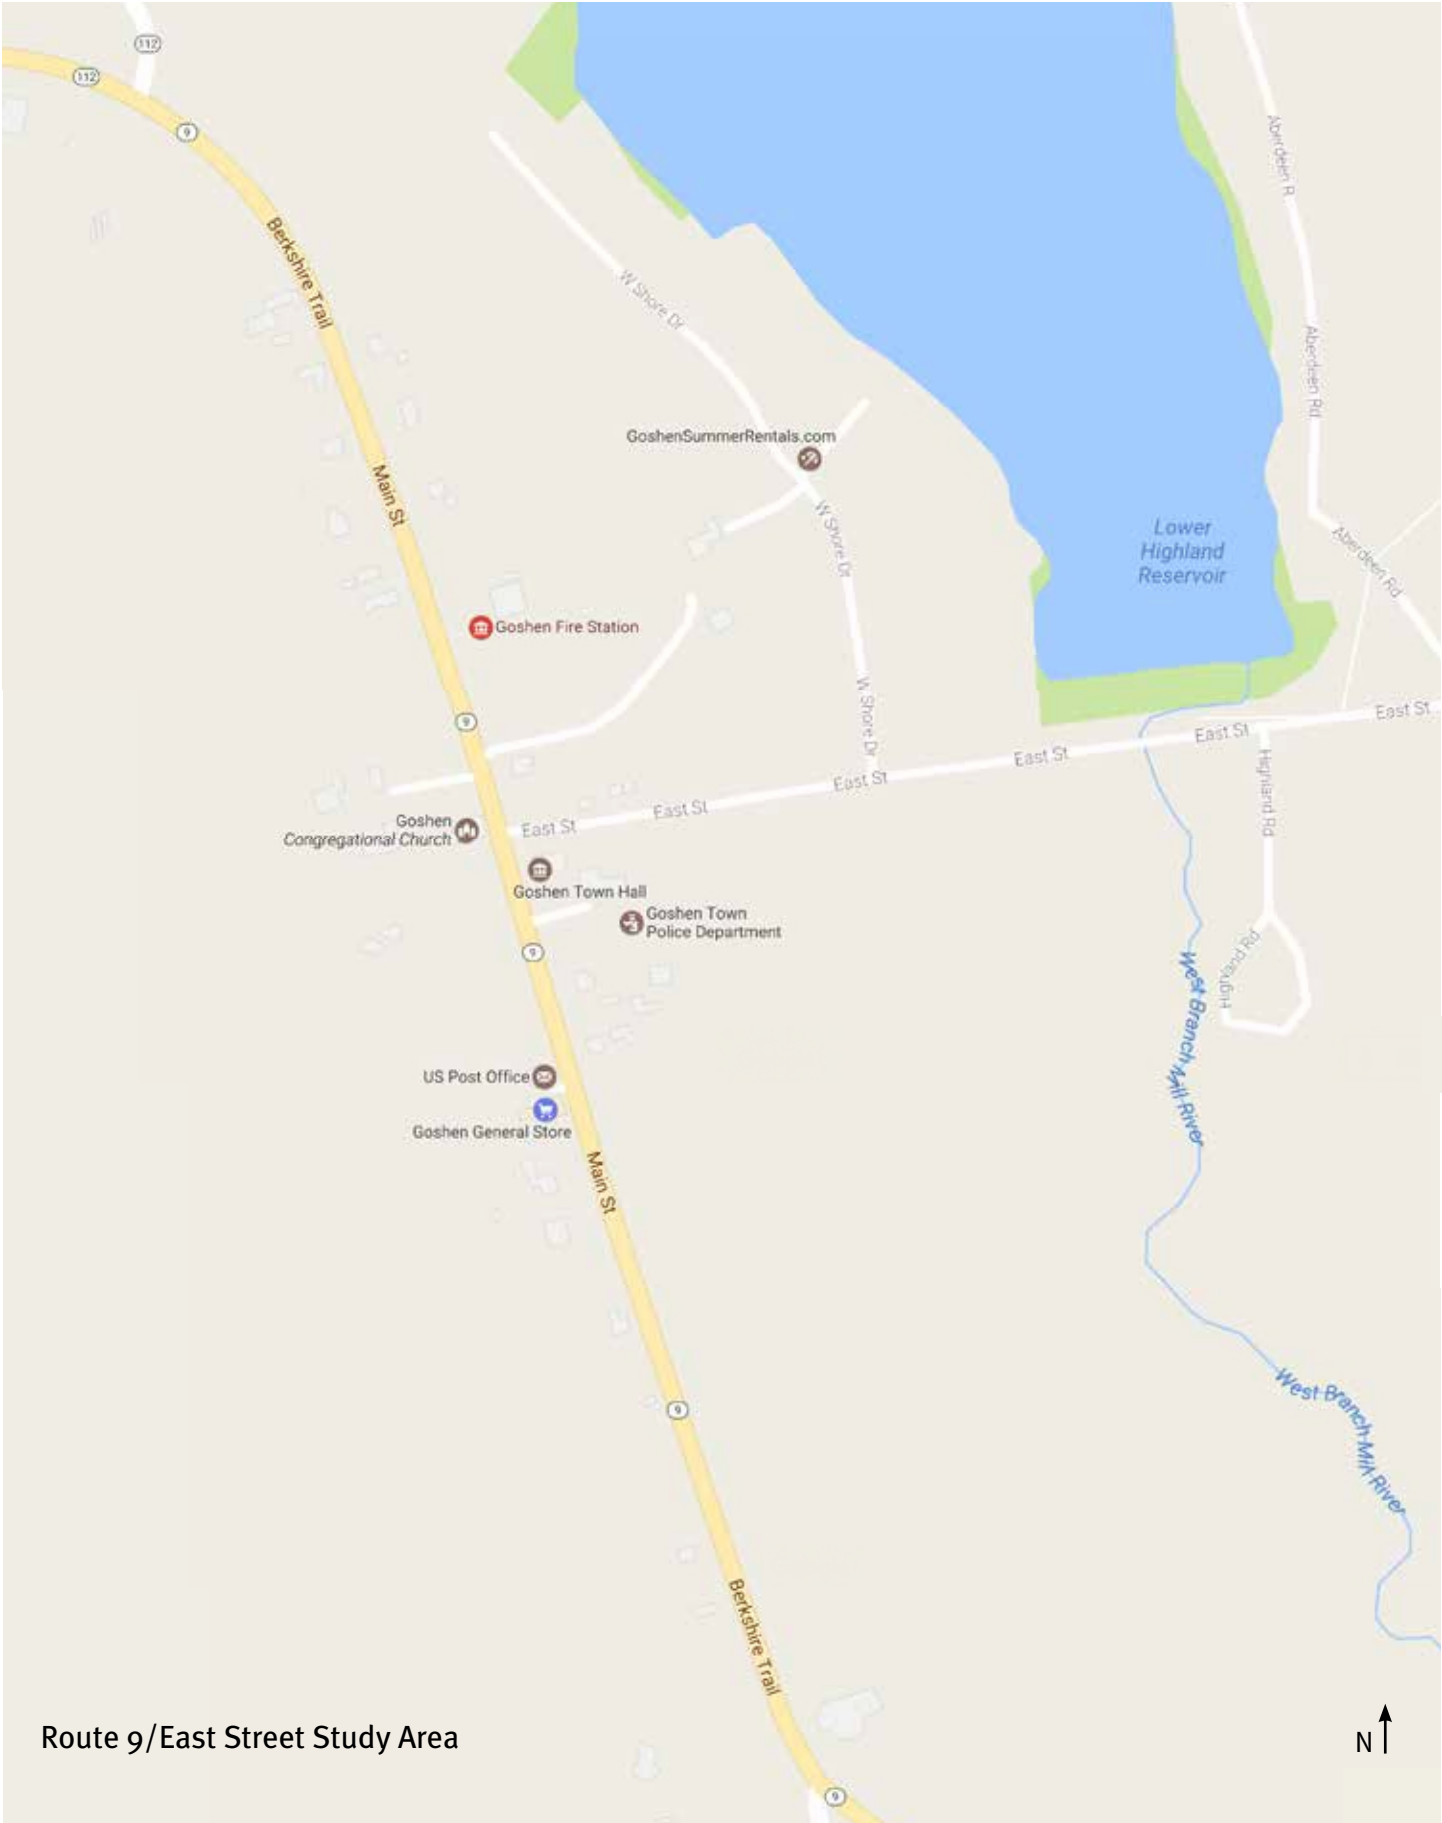 112
112
9
Berkshire Trail
Aberdeen R
W Shore Dr
Aberdeen Rd
GoshenSummerRentals.com
Main St
W Shore Dr
Lower
Highland
Reservoir
Aberdeen Rd
Goshen Fire Station
W Shore Dr
9
East St
East St
East St
East St
East St
East St
Highland Rd
Goshen
Congregational Church
Goshen Town Hall
Goshen Town
Police Department
9
Highland Rd
West Branch Mill River
US Post Office
Goshen General Store
Main St
West Branch Mill River
9
Berkshire Trail
Route 9/East Street Study Area
N
9